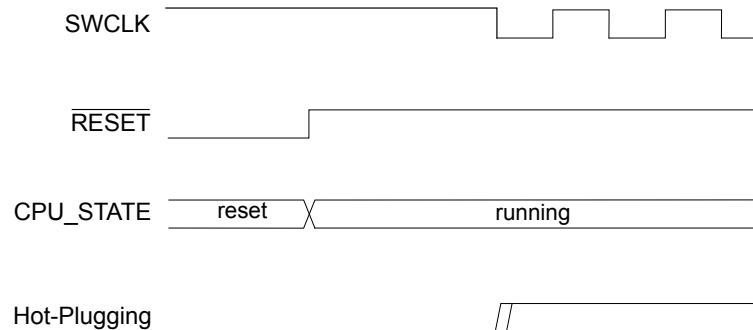 SWCLK
RESET
CPU_STATE
reset
running
Hot-Plugging